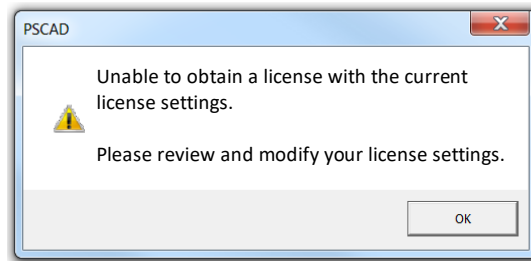 PSCAD
Unable to obtain a license with the current
license settings.
Please review and modify your license settings.
OK